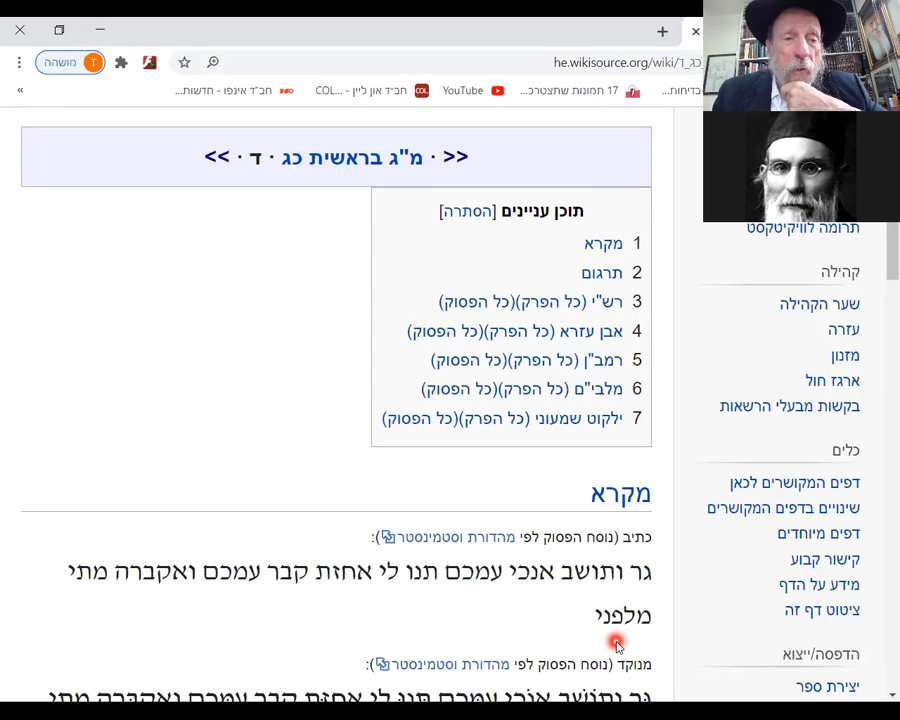 he.wikisource.org/wiki/כג_ד
מושהה T
בדיחות...
17 תמונות שתצטרכ...
YouTube
חב"ד און ליין - COL...
COL
חב"ד אינפו - חדשות...
INFO
»
<< · מ"ג בראשית כג · ד · >>
תוכן עניינים [הסתרה]
1 מקרא
2 תרגום
3 רש"י (כל הפרק)(כל הפסוק)
4 אבן עזרא (כל הפרק)(כל הפסוק)
5 רמב"ן (כל הפרק)(כל הפסוק)
6 מלבי"ם (כל הפרק)(כל הפסוק)
7 ילקוט שמעוני (כל הפרק)(כל הפסוק)
מקרא
כתיב (נוסח הפסוק לפי מהדורת וסטמינסטר):
גר ותושב אנכי עמכם תנו לי אחזת קבר עמכם ואקברה מתי
מלפני
מנוקד (נוסח הפסוק לפי מהדורת וסטמינסטר):
תרומה לוויקיטקסט
קהילה
שער הקהילה
עזרה
מזנון
ארגז חול
בקשות מבעלי הרשאות
כלים
דפים המקושרים לכאן
שינויים בדפים המקושרים
דפים מיוחדים
קישור קבוע
מידע על הדף
ציטוט דף זה
הדפסה/ייצוא
יצירת ספר